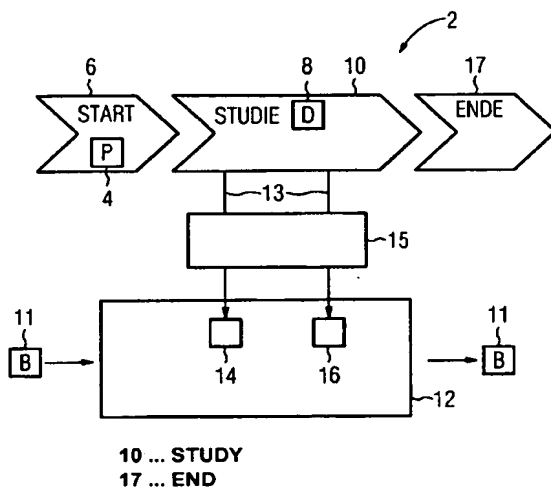 2
6 8 10 17
START STUDIE D ENDE
P
4 13
15
11 11
B B
14 16
12
10 ... STUDY
17 ... END